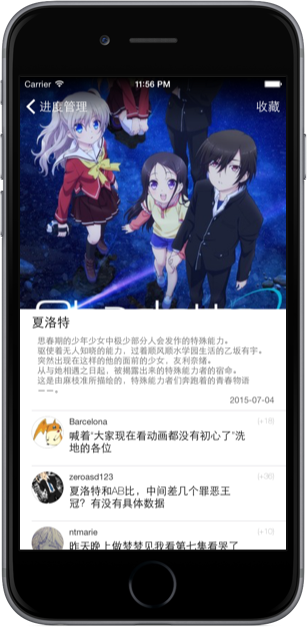 Carrier 11:56 PM
进度管理 收藏
夏洛特
思春期的少年少女中极少部分人会发作的特殊能力。
驱使着无人知晓的能力，过着顺风顺水学园生活的乙坂有宇。
突然出现在这样的他的面前的少女，友利奈绪。
从与她相遇之日起，被揭露出来的特殊能力者的宿命。
这是由麻枝准所描绘的，特殊能力者们奔跑着的青春物语
——。
2015-07-04
Barcelona
喊着“大家现在看动画都没有初心了”洗
地的各位
zeroasd123 (+36)
夏洛特和AB比，中间差几个罪恶王
冠？有没有具体数据
ntmarie (+10)
昨天晚上做梦梦见我看第七集看哭了